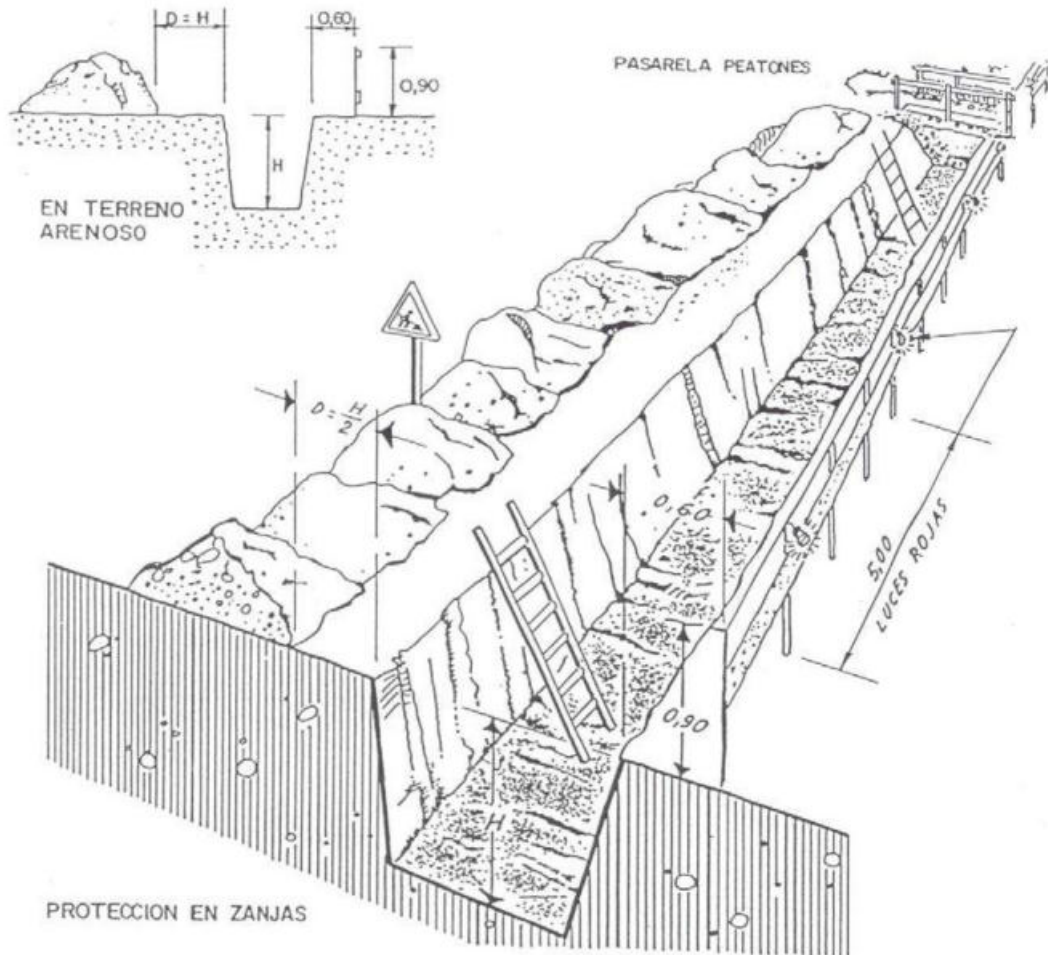 D = H
0,60
0,90
H
EN TERRENO
ARENOSO
PASARELA PEATONES
D = H
2
0,60
5,00
LUCES ROJAS
0,90
H
PROTECCION EN ZANJAS